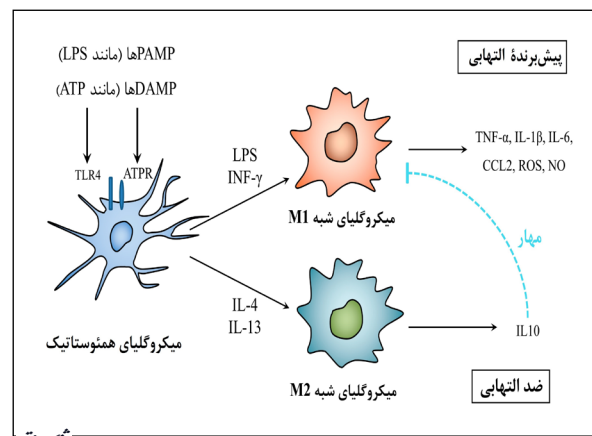 PAMPها (مانند LPS)
DAMPها (مانند ATP)
TLR4
ATPR
میکروگلیای همئوستاتیک
LPS
INF-γ
IL-4
IL-13
میکروگلیای شبه M1
میکروگلیای شبه M2
پیش‌برندهٔ التهابی
TNF-α, IL-1β, IL-6,
CCL2, ROS, NO
مهار
IL10
ضد التهابی